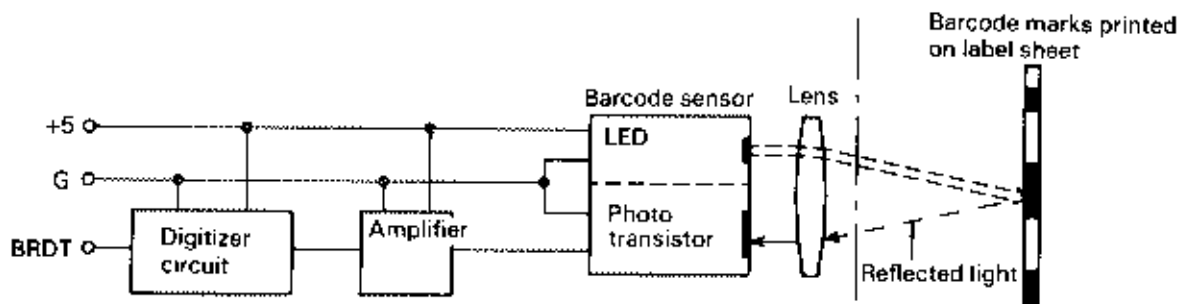 Barcode marks printed
on label sheet
Barcode sensor
Lens
+5
LED
G
Photo
transistor
Amplifier
BRDT
Digitizer
circuit
Reflected light